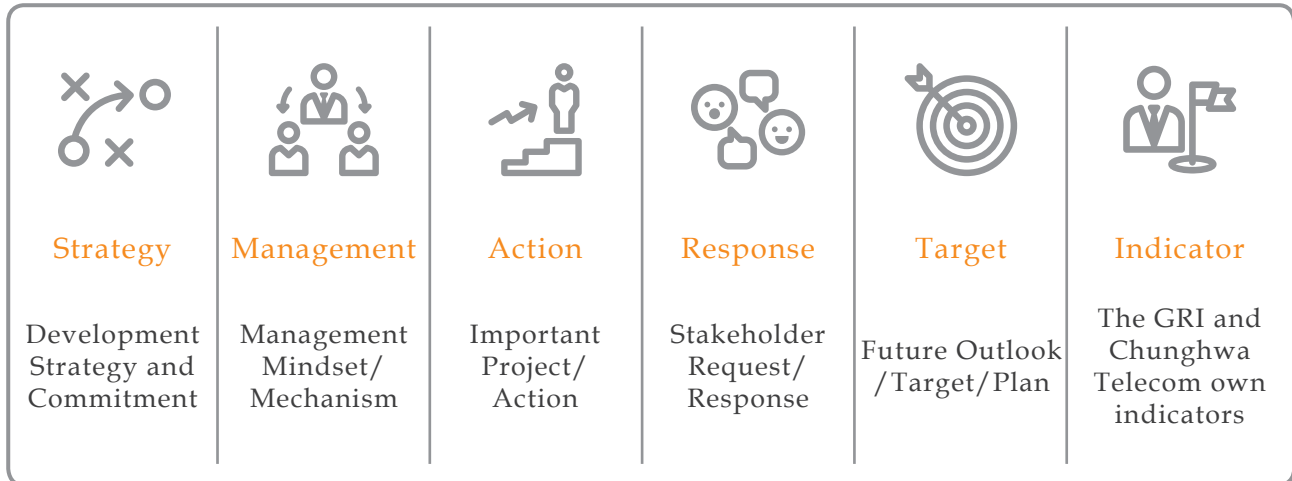 Strategy
Management
Action
Response
Target
Indicator
Development
Strategy and
Commitment
Management
Mindset/
Mechanism
Important
Project/
Action
Stakeholder
Request/
Response
Future Outlook
/Target/Plan
The GRI and
Chunghwa
Telecom own
indicators